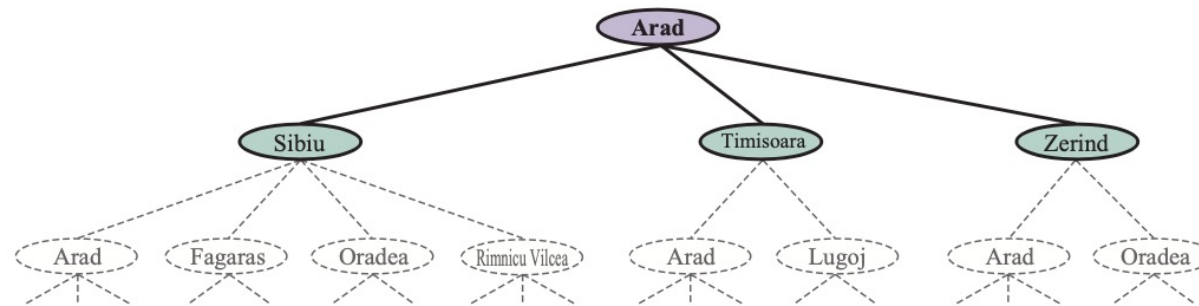 Arad
Sibiu
Timisoara
Zerind
Arad
Fagaras
Oradea
Rimnicu Vilcea
Arad
Lugoj
Arad
Oradea